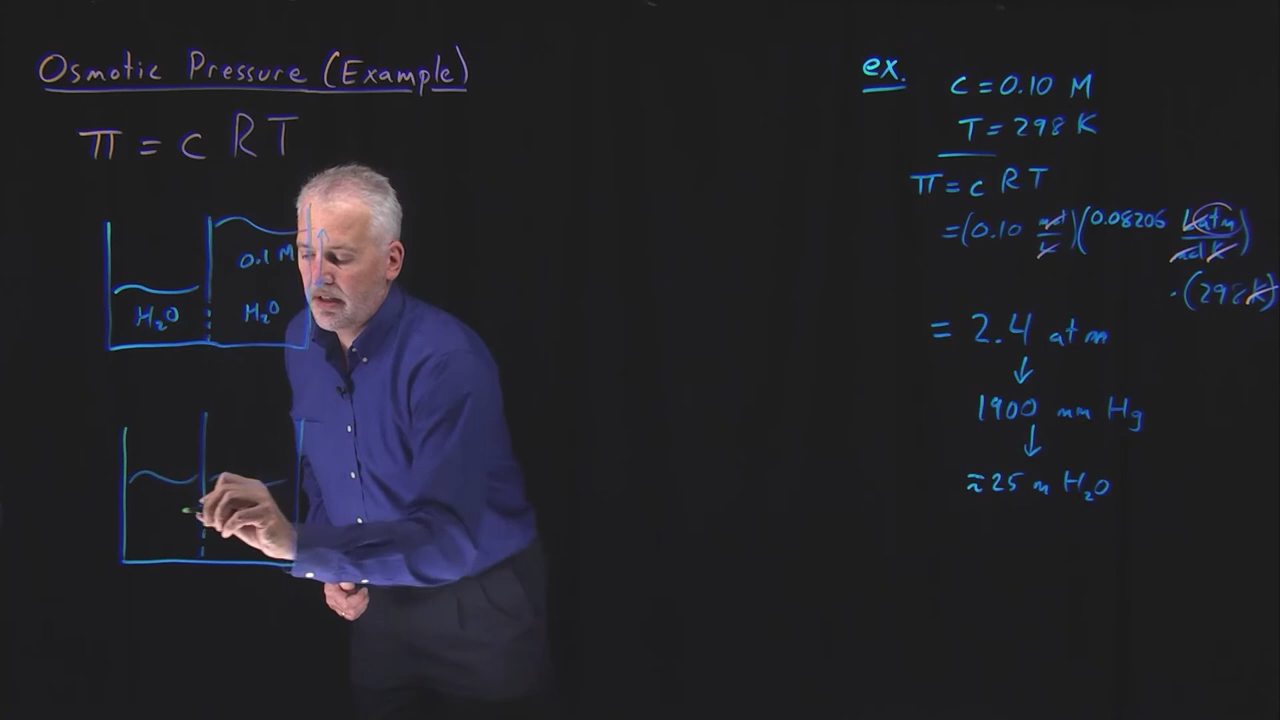 Osmotic Pressure (Example)
π = c R T
0.1 M
H₂O
H₂O
ex.
c = 0.10 M
T = 298 K
π = c R T
= (0.10 mol/L)(0.08206 L atm/mol K)
· (298 K)
= 2.4 atm
↓
1900 mm Hg
↓
≈ 25 m H₂O